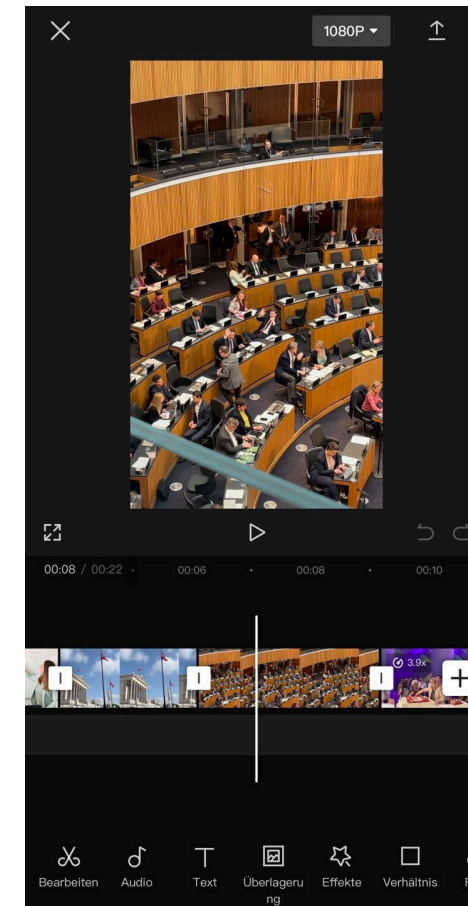 1080P
00:08 / 00:22
00:06
00:08
00:10
3.9x
Bearbeiten
Audio
Text
Überlageru
ng
Effekte
Verhältnis
F